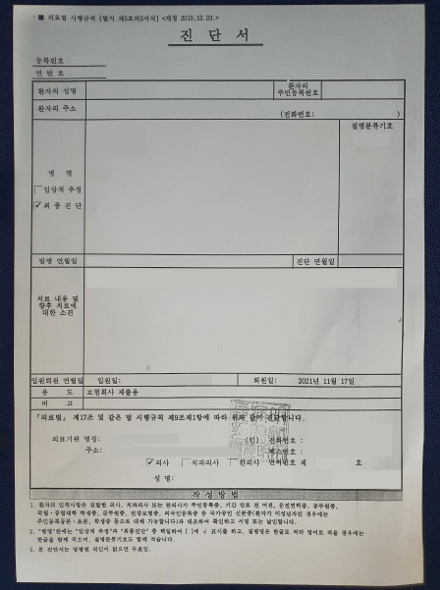 ■ 의료법 시행규칙 [별지 제5호의2서식] <개정 2015.12.23.>
진 단 서
등록번호
연 번 호
환자의 성명
환자의
주민등록번호
환자의 주소
(전화번호: )
병 명
임상적 추정
✓ 최 종 진 단
질병분류기호
발병 연월일
진단 연월일
치료 내용 및
향후 치료에
대한 소견
입원퇴원 연월일
입원일:
퇴원일: 2021년 11월 17일
용 도
보험회사 제출용
비 고
「의료법」 제17조 및 같은 법 시행규칙 제9조제1항에 따라 위와 같이 진단합니다.
의료기관 명칭:
(인) 전화번호 :
주소:
팩스번호 :
✓의사 치과의사 한의사 면허번호 제 호
성 명:
작 성 방 법
1. 환자의 인적사항은 진찰한 의사, 치과의사 또는 한의사가 주민등록증, 기간 만료 전 여권, 운전면허증, 공무원증,
국립ㆍ공립대학 학생증, 군무원증, 선원보험증, 외국인등록증 등 국가공인 신분증(환자가 미성년자인 경우에는
주민등록등본ㆍ초본, 학생증 등으로 대체 가능합니다)과 대조하여 확인하고 서명 또는 날인합니다.
2. "병명"란에는 "임상적 추정"과 "최종진단" 중 택일하여 [ ]에 √ 표시를 하고, 질병명은 한글로 적되 영어로 적을 경우에는
한글을 함께 적으며, 질병분류기호도 함께 적습니다.
3. 본 진단서는 날병원 직인이 없으면 무효임.